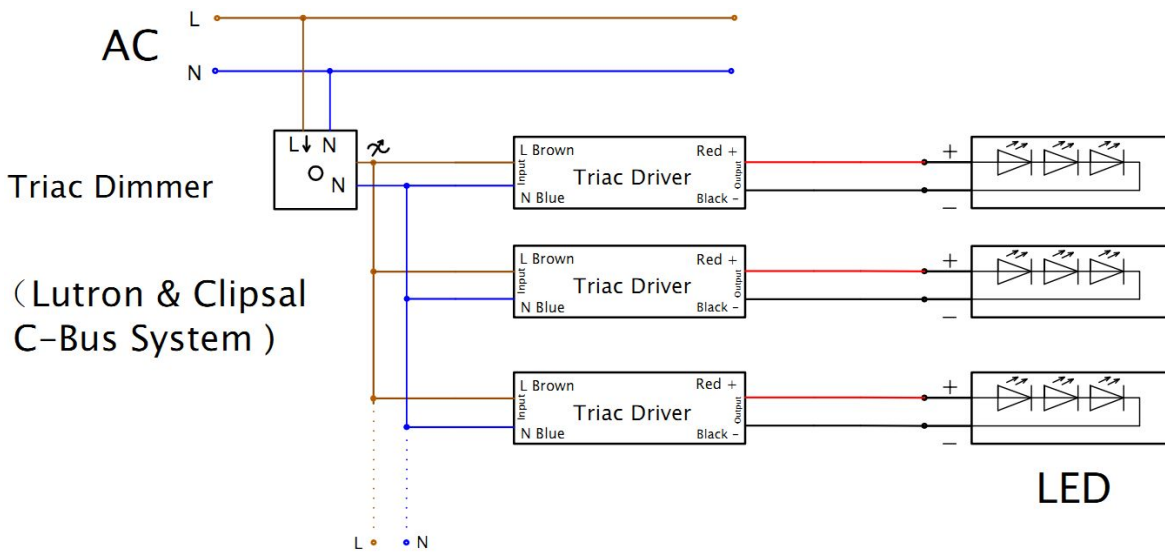 L
AC
N
L N
N
Triac Dimmer
（Lutron & Clipsal
C-Bus System )
L Brown
Input
N Blue
Triac Driver
Red +
Output
Black -
+
—
L Brown
Input
N Blue
Triac Driver
Red +
Output
Black -
+
—
L Brown
Input
N Blue
Triac Driver
Red +
Output
Black -
+
—
LED
L
N